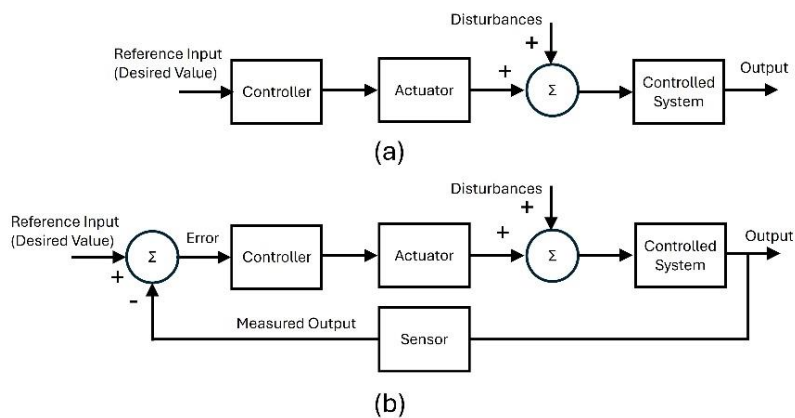 Disturbances
+
Reference Input
(Desired Value)
Controller
Actuator
+
Σ
Controlled
System
Output
(a)
Disturbances
+
Reference Input
(Desired Value)
+
-
Σ
Error
Controller
Actuator
+
Σ
Controlled
System
Output
Measured Output
Sensor
(b)